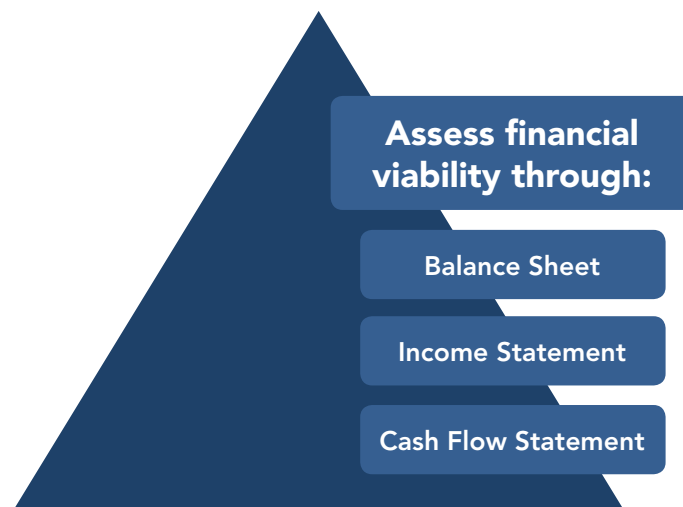 Assess financial
viability through:
Balance Sheet
Income Statement
Cash Flow Statement